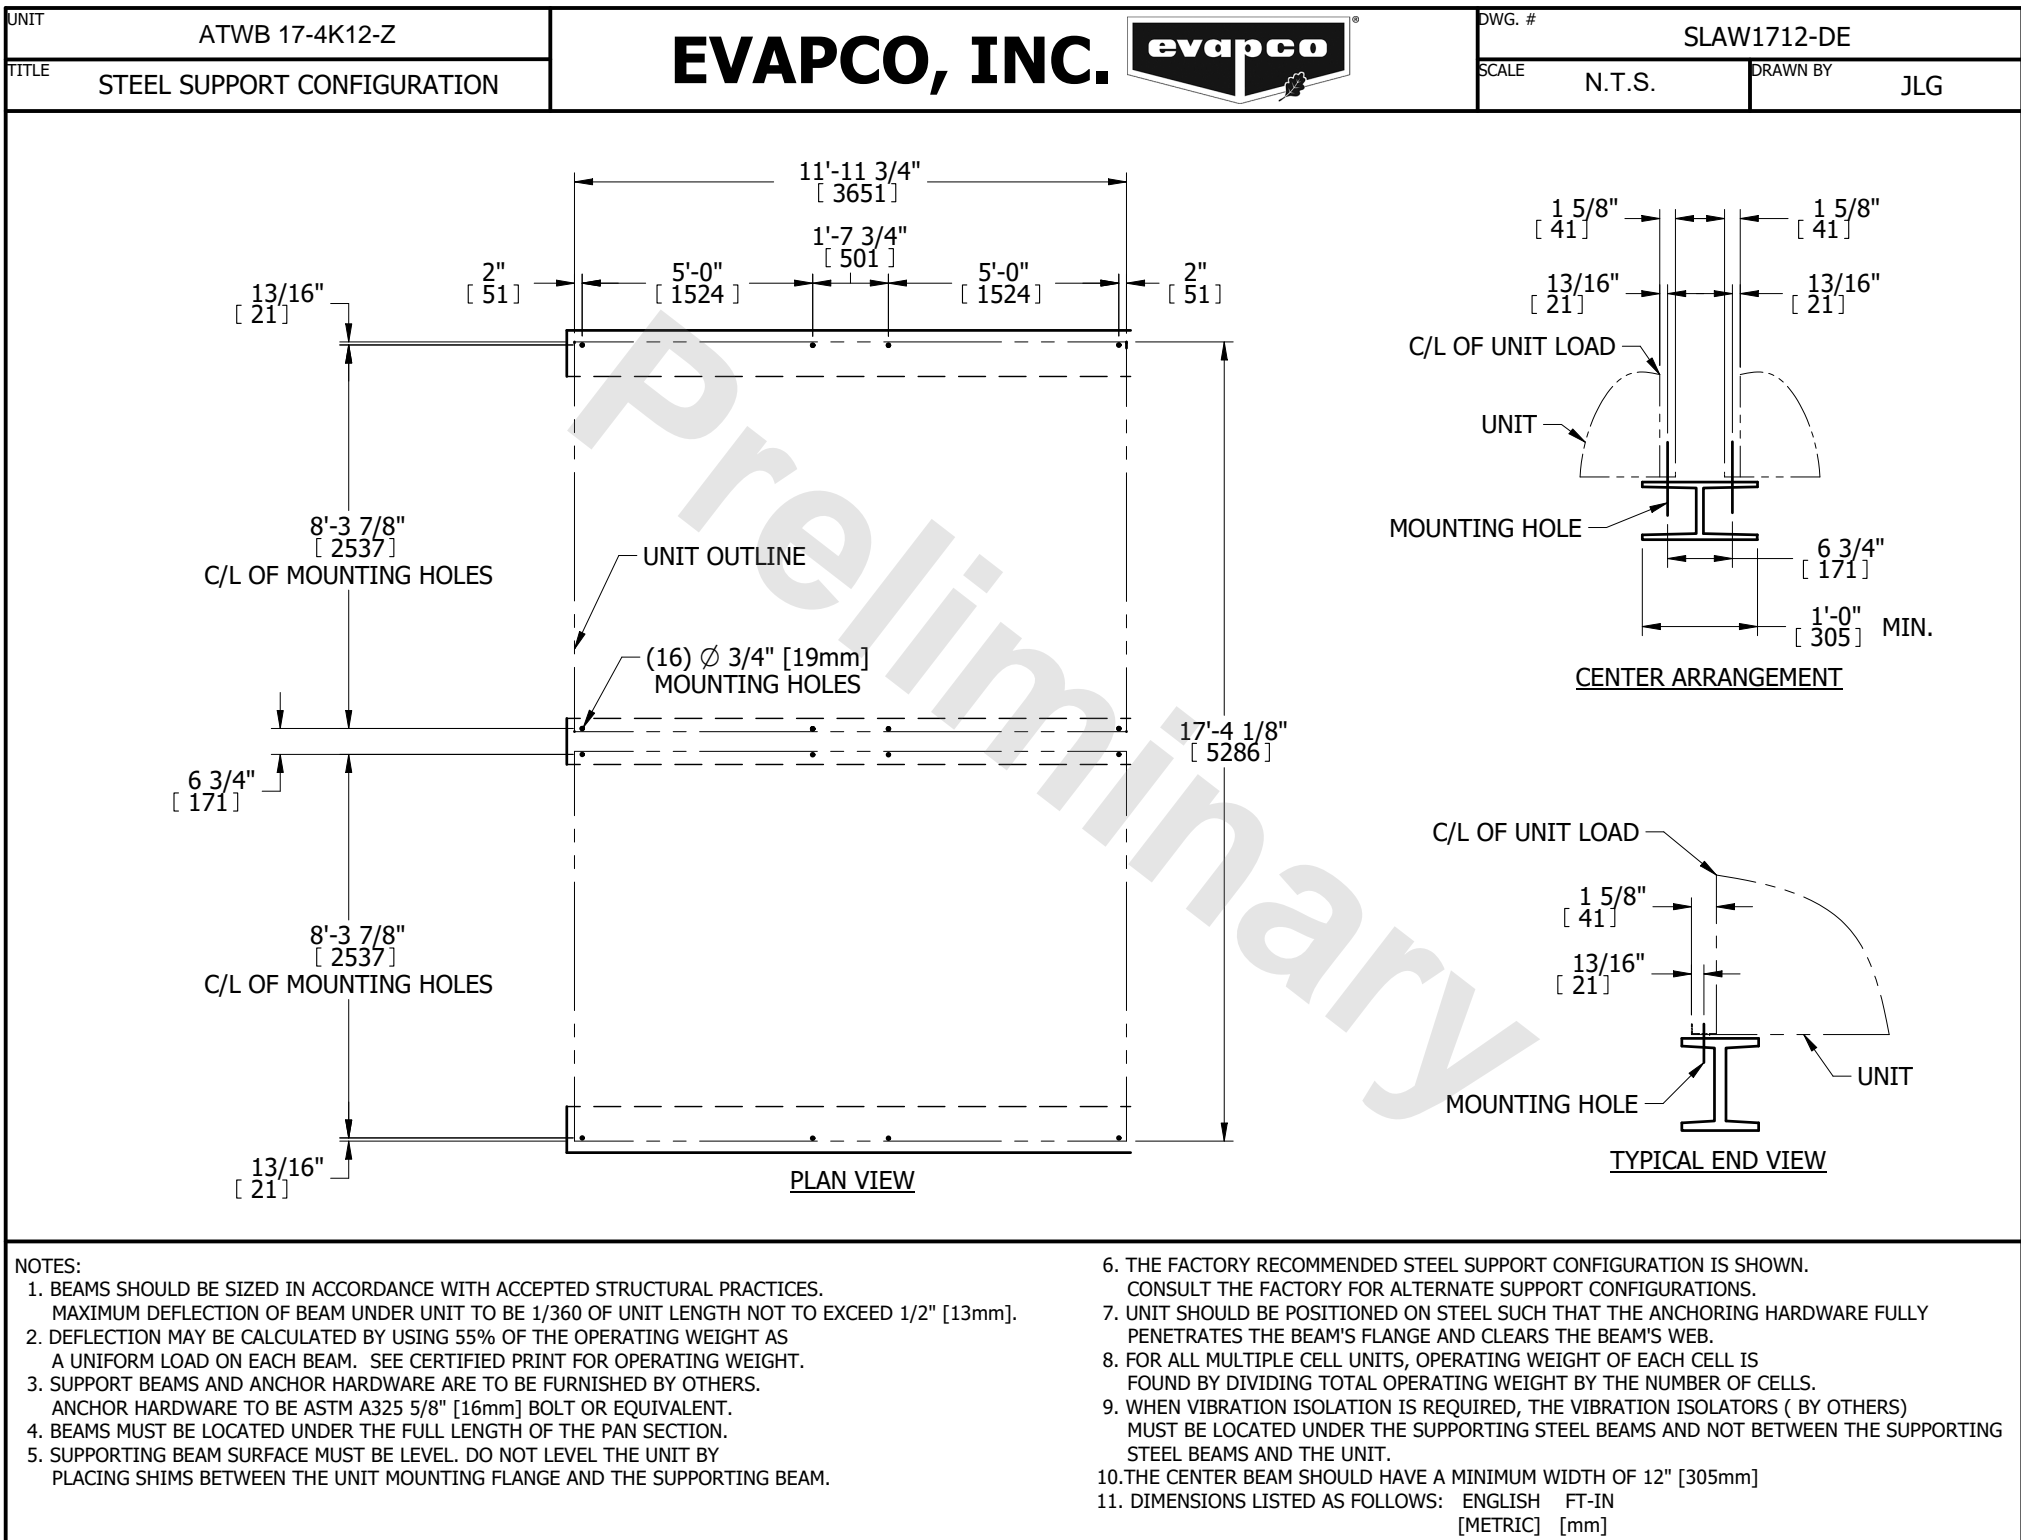 UNIT
ATWB 17-4K12-Z
TITLE
STEEL SUPPORT CONFIGURATION
EVAPCO, INC.
evapco
®
DWG. #
SLAW1712-DE
SCALE
N.T.S.
DRAWN BY
JLG
11'-11 3/4"
[ 3651 ]
1'-7 3/4"
[ 501 ]
2"
[ 51 ]
5'-0"
[ 1524 ]
5'-0"
[ 1524 ]
2"
[ 51 ]
13/16"
[ 21 ]
8'-3 7/8"
[ 2537 ]
C/L OF MOUNTING HOLES
UNIT OUTLINE
(16) Ø 3/4" [19mm]
MOUNTING HOLES
6 3/4"
[ 171 ]
17'-4 1/8"
[ 5286 ]
8'-3 7/8"
[ 2537 ]
C/L OF MOUNTING HOLES
13/16"
[ 21 ]
PLAN VIEW
Preliminary
1 5/8"
[ 41 ]
1 5/8"
[ 41 ]
13/16"
[ 21 ]
13/16"
[ 21 ]
C/L OF UNIT LOAD
UNIT
MOUNTING HOLE
6 3/4"
[ 171 ]
1'-0"
[ 305 ] MIN.
CENTER ARRANGEMENT
C/L OF UNIT LOAD
1 5/8"
[ 41 ]
13/16"
[ 21 ]
UNIT
MOUNTING HOLE
TYPICAL END VIEW
NOTES:
1. BEAMS SHOULD BE SIZED IN ACCORDANCE WITH ACCEPTED STRUCTURAL PRACTICES.
MAXIMUM DEFLECTION OF BEAM UNDER UNIT TO BE 1/360 OF UNIT LENGTH NOT TO EXCEED 1/2" [13mm].
2. DEFLECTION MAY BE CALCULATED BY USING 55% OF THE OPERATING WEIGHT AS
A UNIFORM LOAD ON EACH BEAM. SEE CERTIFIED PRINT FOR OPERATING WEIGHT.
3. SUPPORT BEAMS AND ANCHOR HARDWARE ARE TO BE FURNISHED BY OTHERS.
ANCHOR HARDWARE TO BE ASTM A325 5/8" [16mm] BOLT OR EQUIVALENT.
4. BEAMS MUST BE LOCATED UNDER THE FULL LENGTH OF THE PAN SECTION.
5. SUPPORTING BEAM SURFACE MUST BE LEVEL. DO NOT LEVEL THE UNIT BY
PLACING SHIMS BETWEEN THE UNIT MOUNTING FLANGE AND THE SUPPORTING BEAM.
6. THE FACTORY RECOMMENDED STEEL SUPPORT CONFIGURATION IS SHOWN.
CONSULT THE FACTORY FOR ALTERNATE SUPPORT CONFIGURATIONS.
7. UNIT SHOULD BE POSITIONED ON STEEL SUCH THAT THE ANCHORING HARDWARE FULLY
PENETRATES THE BEAM'S FLANGE AND CLEARS THE BEAM'S WEB.
8. FOR ALL MULTIPLE CELL UNITS, OPERATING WEIGHT OF EACH CELL IS
FOUND BY DIVIDING TOTAL OPERATING WEIGHT BY THE NUMBER OF CELLS.
9. WHEN VIBRATION ISOLATION IS REQUIRED, THE VIBRATION ISOLATORS ( BY OTHERS)
MUST BE LOCATED UNDER THE SUPPORTING STEEL BEAMS AND NOT BETWEEN THE SUPPORTING
STEEL BEAMS AND THE UNIT.
10.THE CENTER BEAM SHOULD HAVE A MINIMUM WIDTH OF 12" [305mm]
11. DIMENSIONS LISTED AS FOLLOWS: ENGLISH FT-IN
[METRIC] [mm]